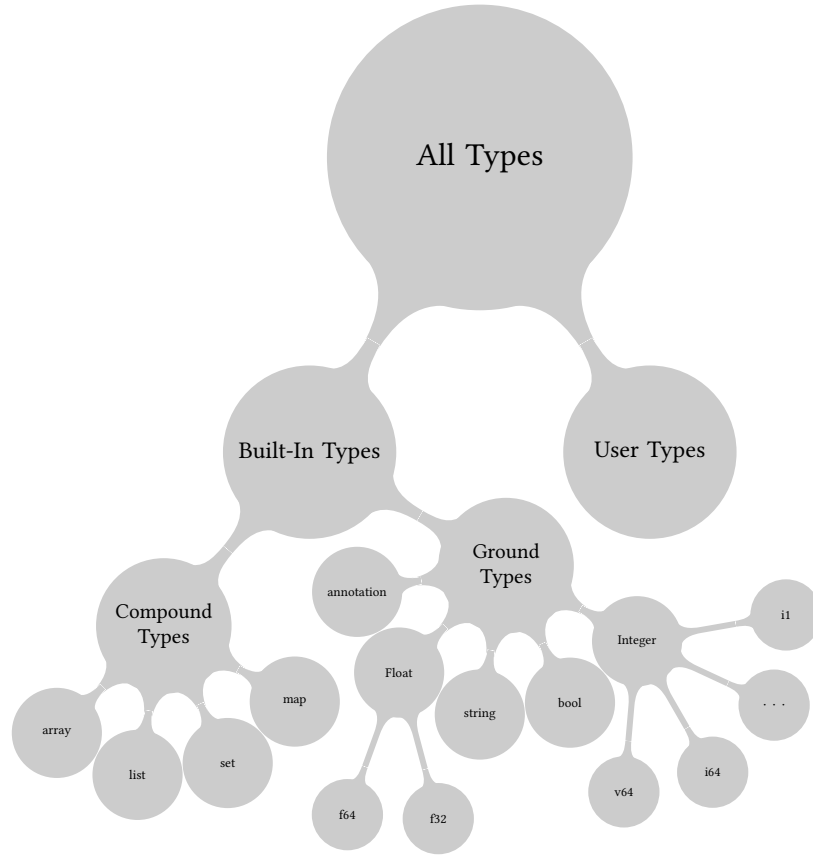 All Types
Built-In Types
User Types
Ground
Types
annotation
Compound
Types
i1
Integer
Float
map
bool
. . .
string
array
set
list
i64
v64
f64
f32